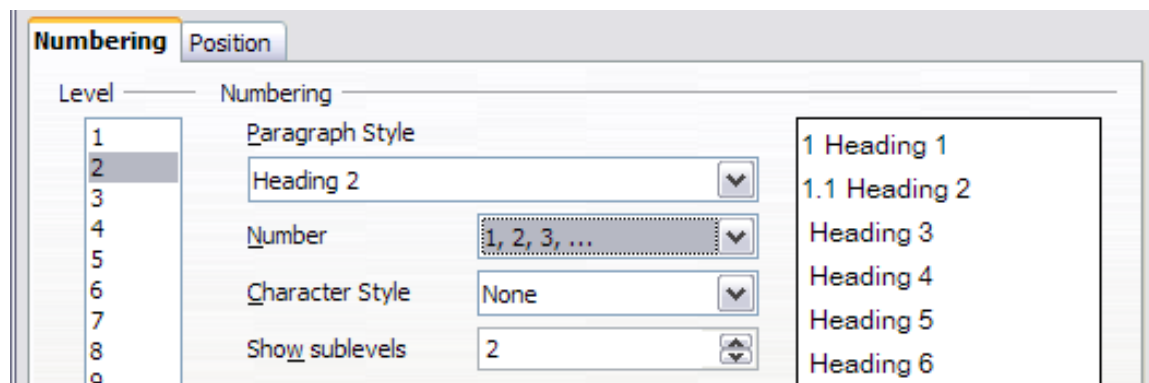 Numbering Position
Level Numbering
1
2
3
4
5
6
7
8
9
Paragraph Style
Heading 2
Number 1, 2, 3, ...
Character Style None
Show sublevels 2
1 Heading 1
1.1 Heading 2
Heading 3
Heading 4
Heading 5
Heading 6